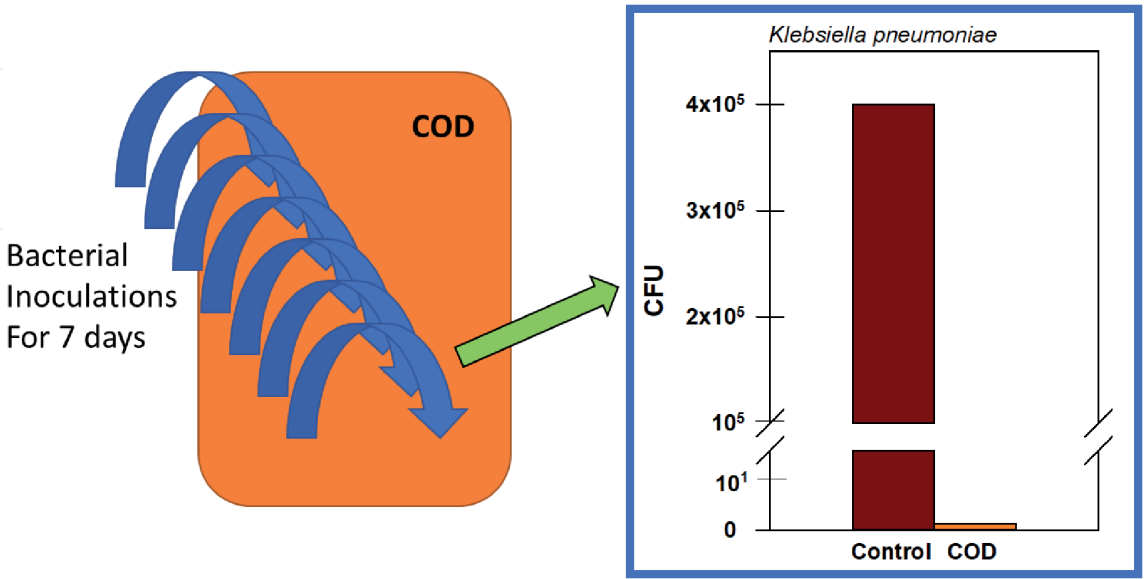 COD
Bacterial
Inoculations
For 7 days
Klebsiella pneumoniae
CFU
4x10⁵
3x10⁵
2x10⁵
10⁵
10¹
0
Control COD